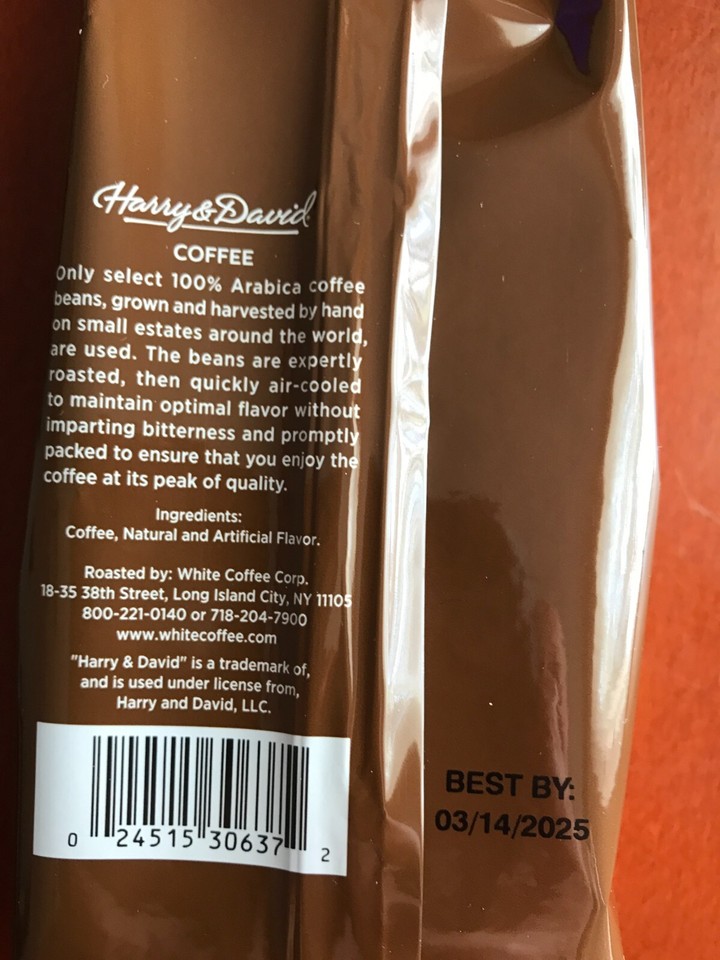 Harry & David
COFFEE
Only select 100% Arabica coffee
beans, grown and harvested by hand
on small estates around the world,
are used. The beans are expertly
roasted, then quickly air-cooled
to maintain optimal flavor without
imparting bitterness and promptly
packed to ensure that you enjoy the
coffee at its peak of quality.
Ingredients:
Coffee, Natural and Artificial Flavor.
Roasted by: White Coffee Corp.
18-35 38th Street, Long Island City, NY 11105
800-221-0140 or 718-204-7900
www.whitecoffee.com
"Harry & David" is a trademark of,
and is used under license from,
Harry and David, LLC.
0 24515 30637 2
BEST BY:
03/14/2025